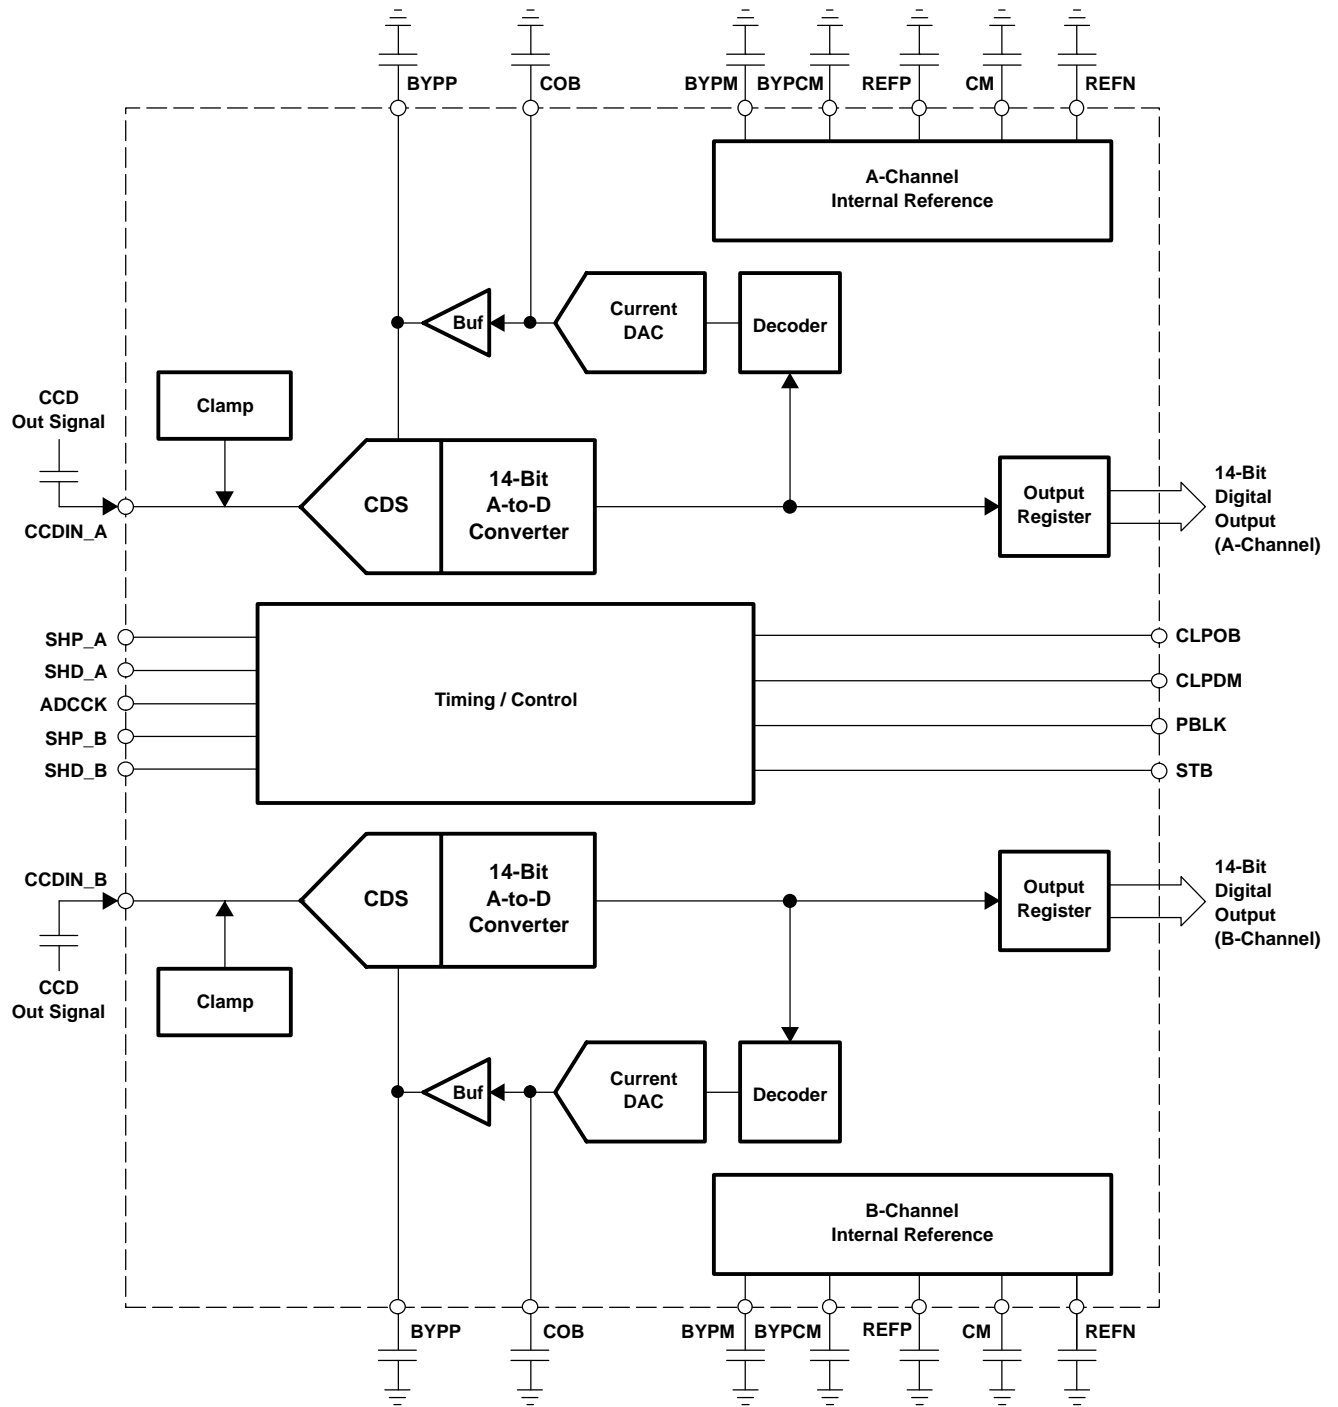 BYPP
COB
BYPM
BYPCM
REFP
CM
REFN
A-Channel
Internal Reference
Buf
Current
DAC
Decoder
CCD
Out Signal
Clamp
CCDIN_A
CDS
14-Bit
A-to-D
Converter
Output
Register
14-Bit
Digital
Output
(A-Channel)
SHP_A
SHD_A
ADCCK
SHP_B
SHD_B
Timing / Control
CLPOB
CLPDM
PBLK
STB
CCDIN_B
CDS
14-Bit
A-to-D
Converter
Output
Register
14-Bit
Digital
Output
(B-Channel)
CCD
Out Signal
Clamp
Buf
Current
DAC
Decoder
B-Channel
Internal Reference
BYPP
COB
BYPM
BYPCM
REFP
CM
REFN